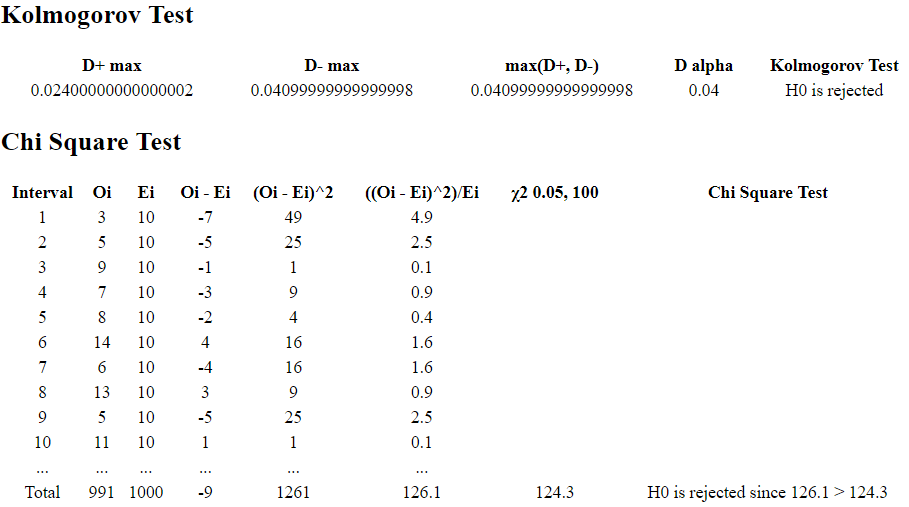 Kolmogorov Test
D+ max D- max max(D+, D-) D alpha Kolmogorov Test
0.02400000000000002 0.04099999999999998 0.04099999999999998 0.04 H0 is rejected
Chi Square Test
Interval Oi Ei Oi - Ei (Oi - Ei)^2 ((Oi - Ei)^2)/Ei χ2 0.05, 100 Chi Square Test
1 3 10 -7 49 4.9
2 5 10 -5 25 2.5
3 9 10 -1 1 0.1
4 7 10 -3 9 0.9
5 8 10 -2 4 0.4
6 14 10 4 16 1.6
7 6 10 -4 16 1.6
8 13 10 3 9 0.9
9 5 10 -5 25 2.5
10 11 10 1 1 0.1
... ... ... ... ... ...
Total 991 1000 -9 1261 126.1 124.3 H0 is rejected since 126.1 > 124.3